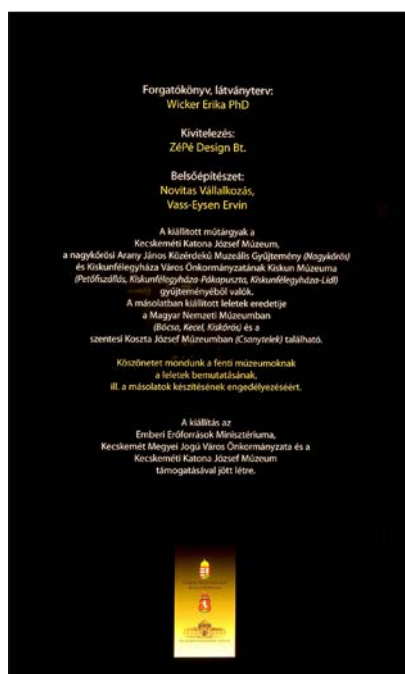 Forgatókönyv, látványterv:
Wicker Erika PhD
Kivitelezés:
ZéPé Design Bt.
Belsőépítészet:
Novitas Vállalkozás,
Vass-Eysen Ervin
A kiállított műtárgyak a
Kecskeméti Katona József Múzeum,
a nagykőrösi Arany János Közérdekű Muzeális Gyűjtemény (Nagykőrös)
és Kiskunfélegyháza Város Önkormányzatának Kiskun Múzeuma
(Petőfiszállás, Kiskunfélegyháza-Pákapuszta, Kiskunfélegyháza-Lidl)
gyűjteményéből valók.
A másolatban kiállított leletek eredetije
a Magyar Nemzeti Múzeumban
(Bócsa, Kecel, Kiskőrös) és a
szentesi Koszta József Múzeumban (Csanytelek) található.
Köszönetet mondunk a fenti múzeumoknak
a leletek bemutatásának,
ill. a másolatok készítésének engedélyezéséért.
A kiállítás az
Emberi Erőforrások Minisztériuma,
Kecskemét Megyei Jogú Város Önkormányzata és a
Kecskeméti Katona József Múzeum
támogatásával jött létre.